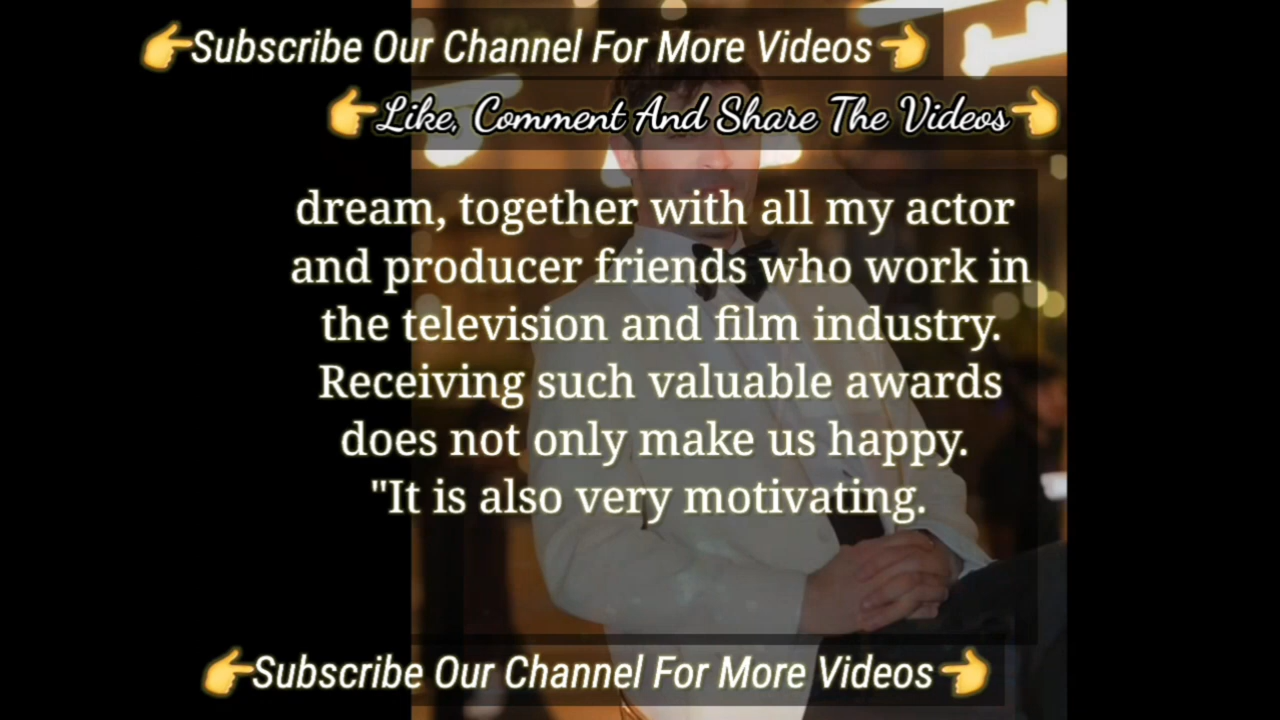 👉Subscribe Our Channel For More Videos👈
👉Like, Comment And Share The Videos👈
dream, together with all my actor
and producer friends who work in
the television and film industry.
Receiving such valuable awards
does not only make us happy.
"It is also very motivating.
👉Subscribe Our Channel For More Videos👈